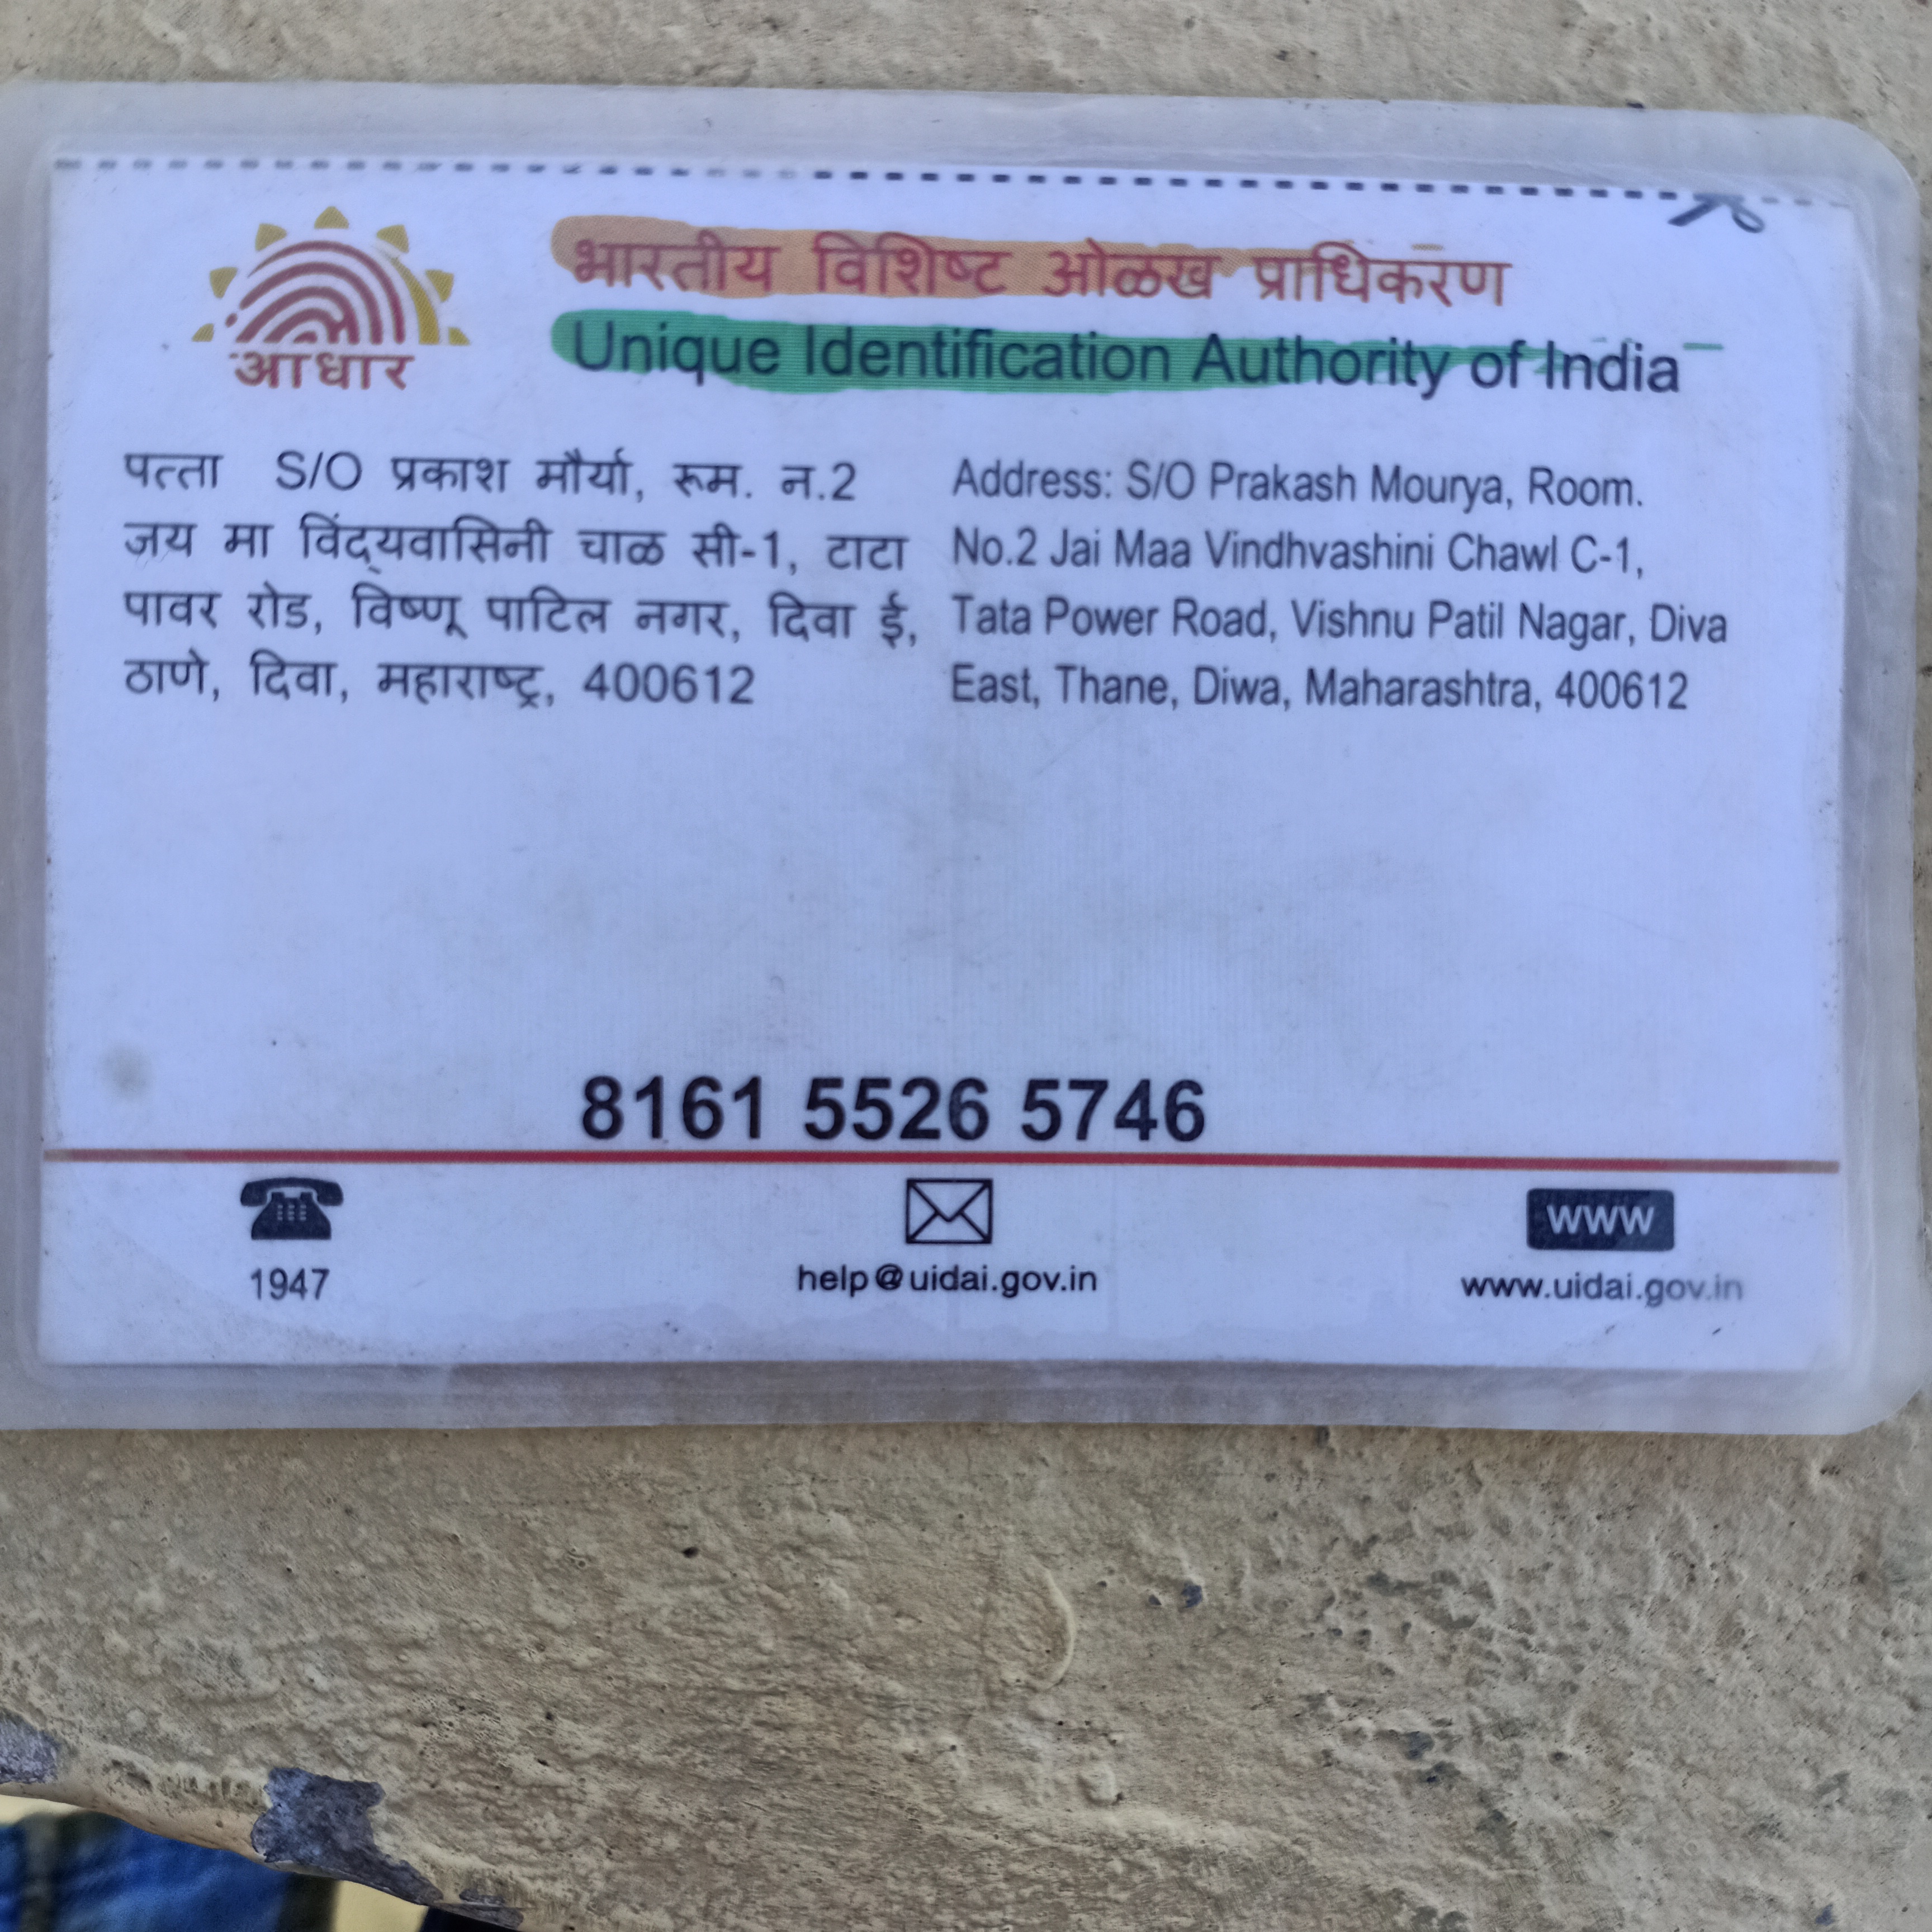 भारतीय विशिष्ट ओळख प्राधिकरण
Unique Identification Authority of India
आधार
पत्ता S/O प्रकाश मौर्या, रूम. न.2
जय मा विंद्यवासिनी चाळ सी-1, टाटा
पावर रोड, विष्णू पाटिल नगर, दिवा ई,
ठाणे, दिवा, महाराष्ट्र, 400612
Address: S/O Prakash Mourya, Room.
No.2 Jai Maa Vindhvashini Chawl C-1,
Tata Power Road, Vishnu Patil Nagar, Diva
East, Thane, Diwa, Maharashtra, 400612
8161 5526 5746
1947
help@uidai.gov.in
www
www.uidai.gov.in